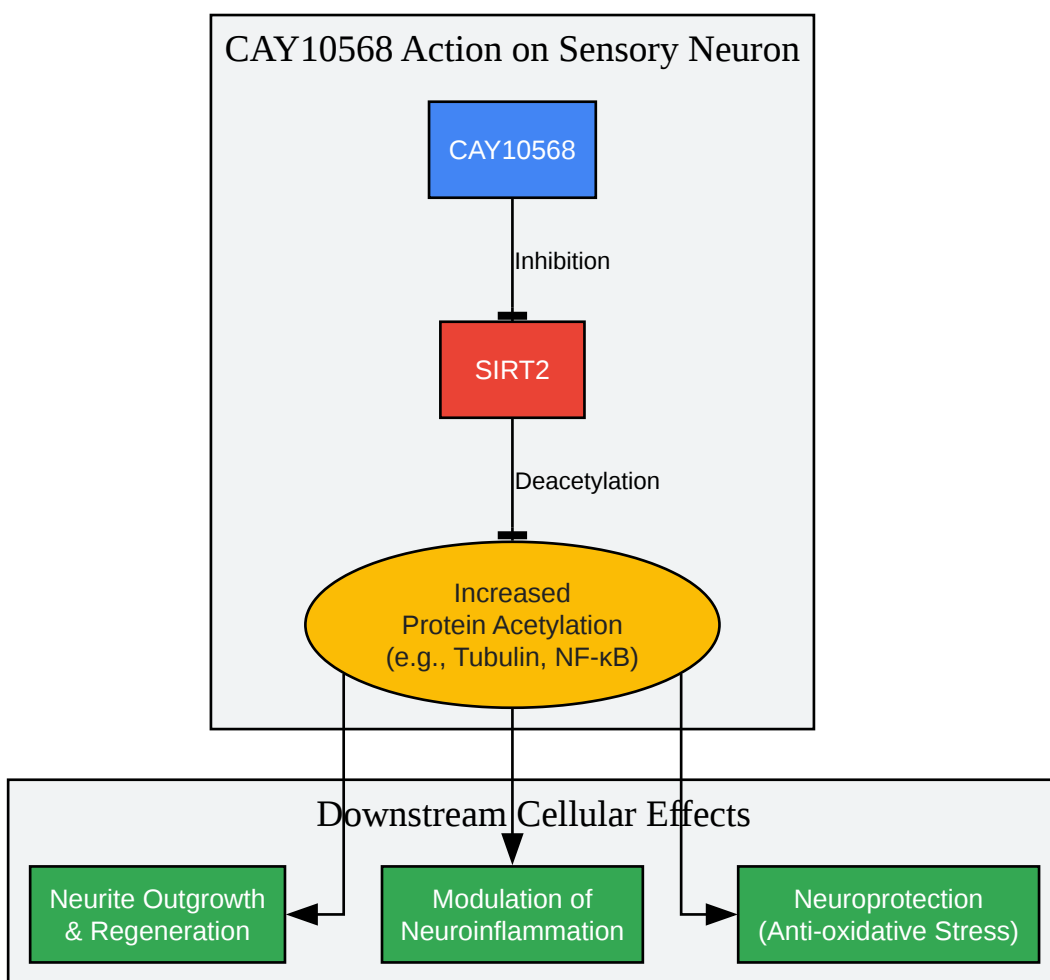 CAY10568 Action on Sensory Neuron
CAY10568
Inhibition
SIRT2
Deacetylation
Increased
Protein Acetylation
(e.g., Tubulin, NF-κB)
Downstream Cellular Effects
Neurite Outgrowth
& Regeneration
Modulation of
Neuroinflammation
Neuroprotection
(Anti-oxidative Stress)